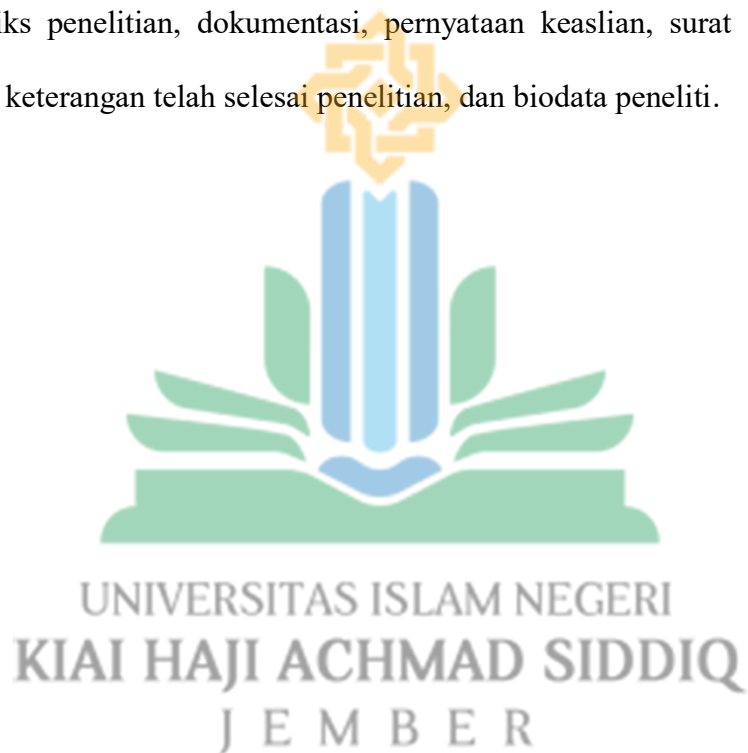 penelitian, dokumentasi, pernyataan keaslian, surat
keterangan telah selesai penelitian, dan biodata peneliti.
UNIVERSITAS ISLAM NEGERI
KIAI HAJI ACHMAD SIDDIQ
JEMBER